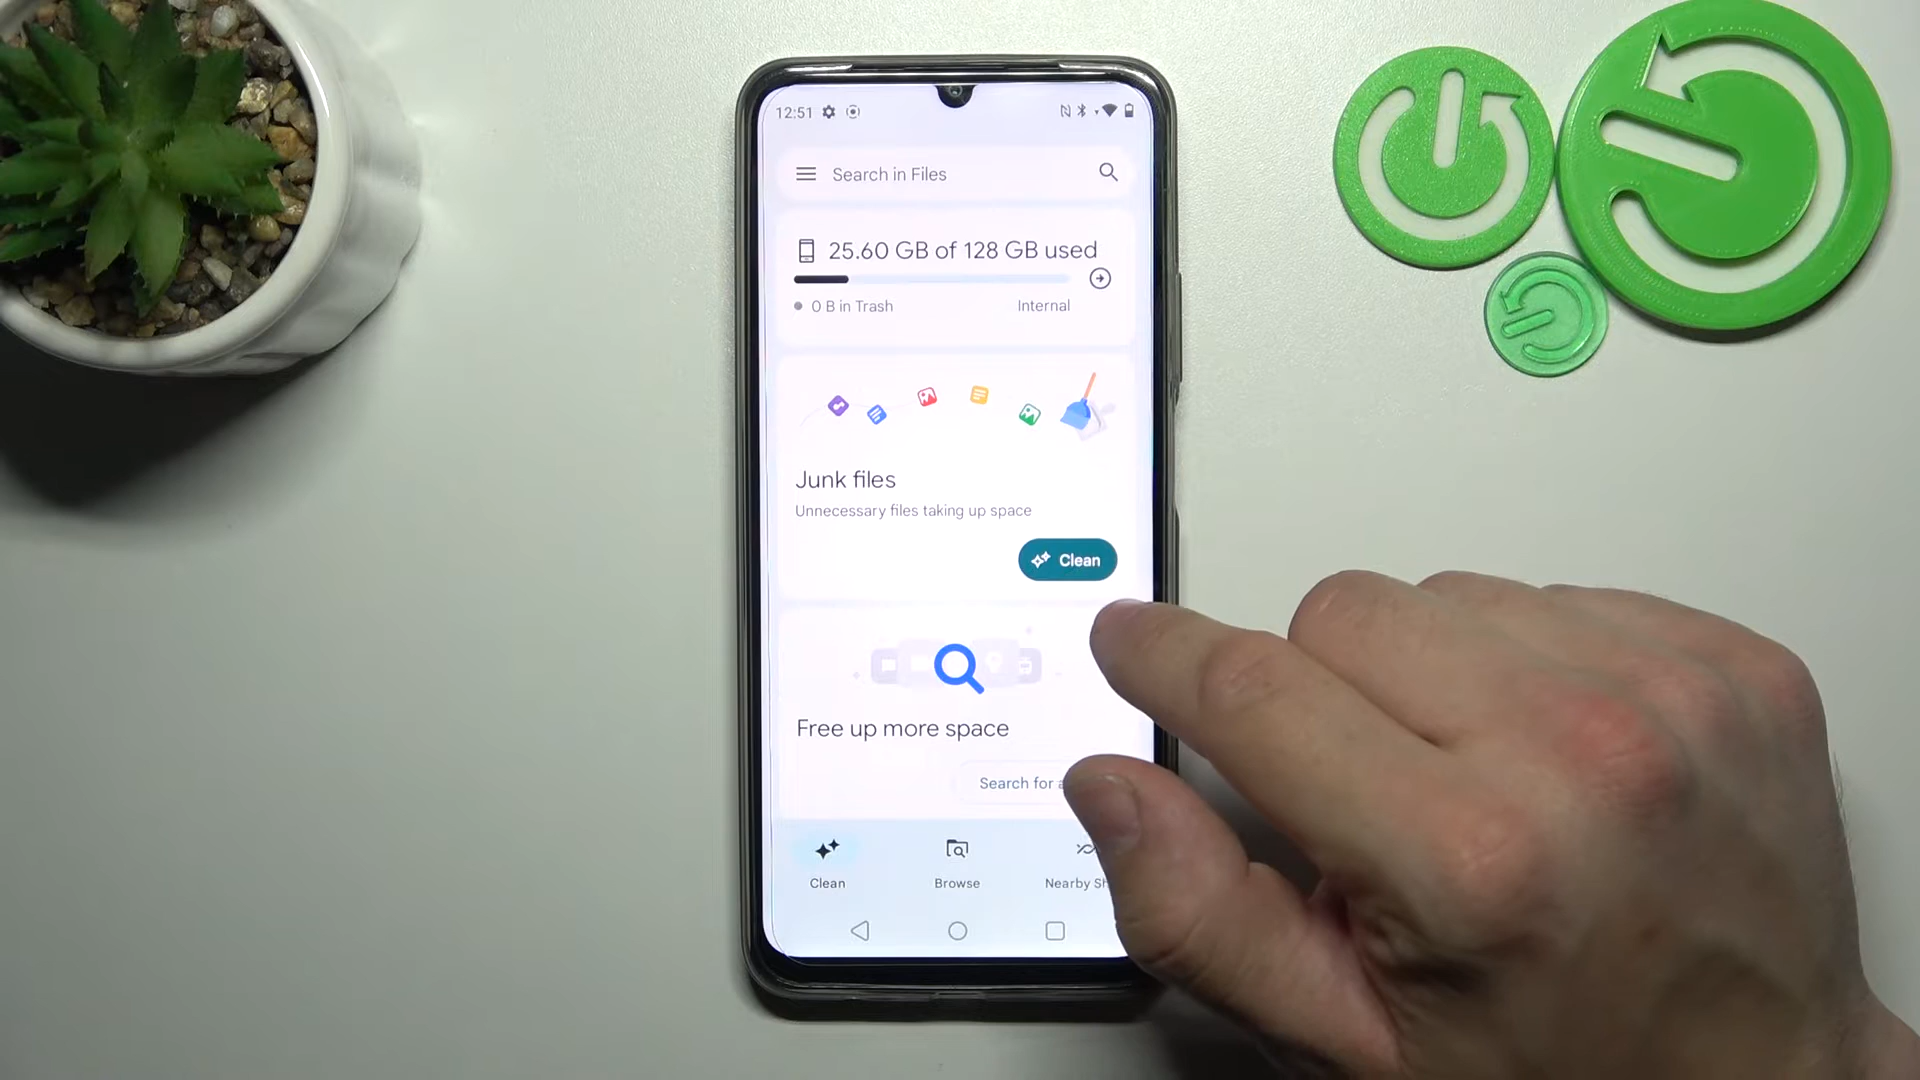 12:51
Search in Files
25.60 GB of 128 GB used
0 B in Trash
Internal
Junk files
Unnecessary files taking up space
Clean
Free up more space
Search for
Clean
Browse
Nearby Sh